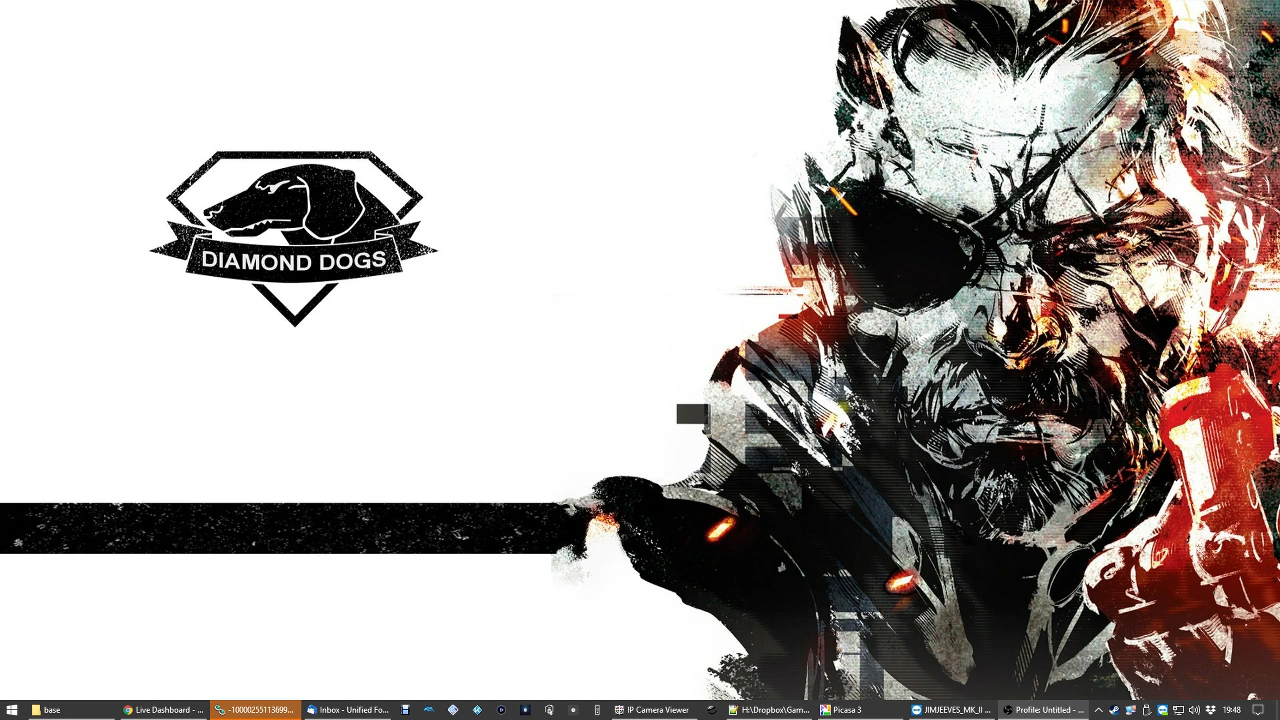 DIAMOND DOGS
base
Live Dashboard - ...
-10000255113699...
Inbox - Unified Fo...
IP Camera Viewer
H:\Dropbox\Gam...
Picasa 3
JIMJEEVES_MK_II ...
Profile: Untitled - ...
19:48